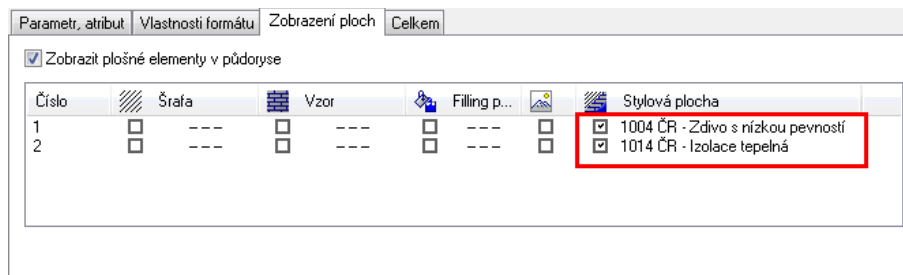 Parametr, atribut Vlastnosti formátu Zobrazení ploch Celkem
Zobrazit plošné elementy v půdoryse
Číslo Šrafa Vzor Filling p... Stylová plocha
1 --- --- --- 1004 ČR - Zdivo s nízkou pevností
2 --- --- --- 1014 ČR - Izolace tepelná